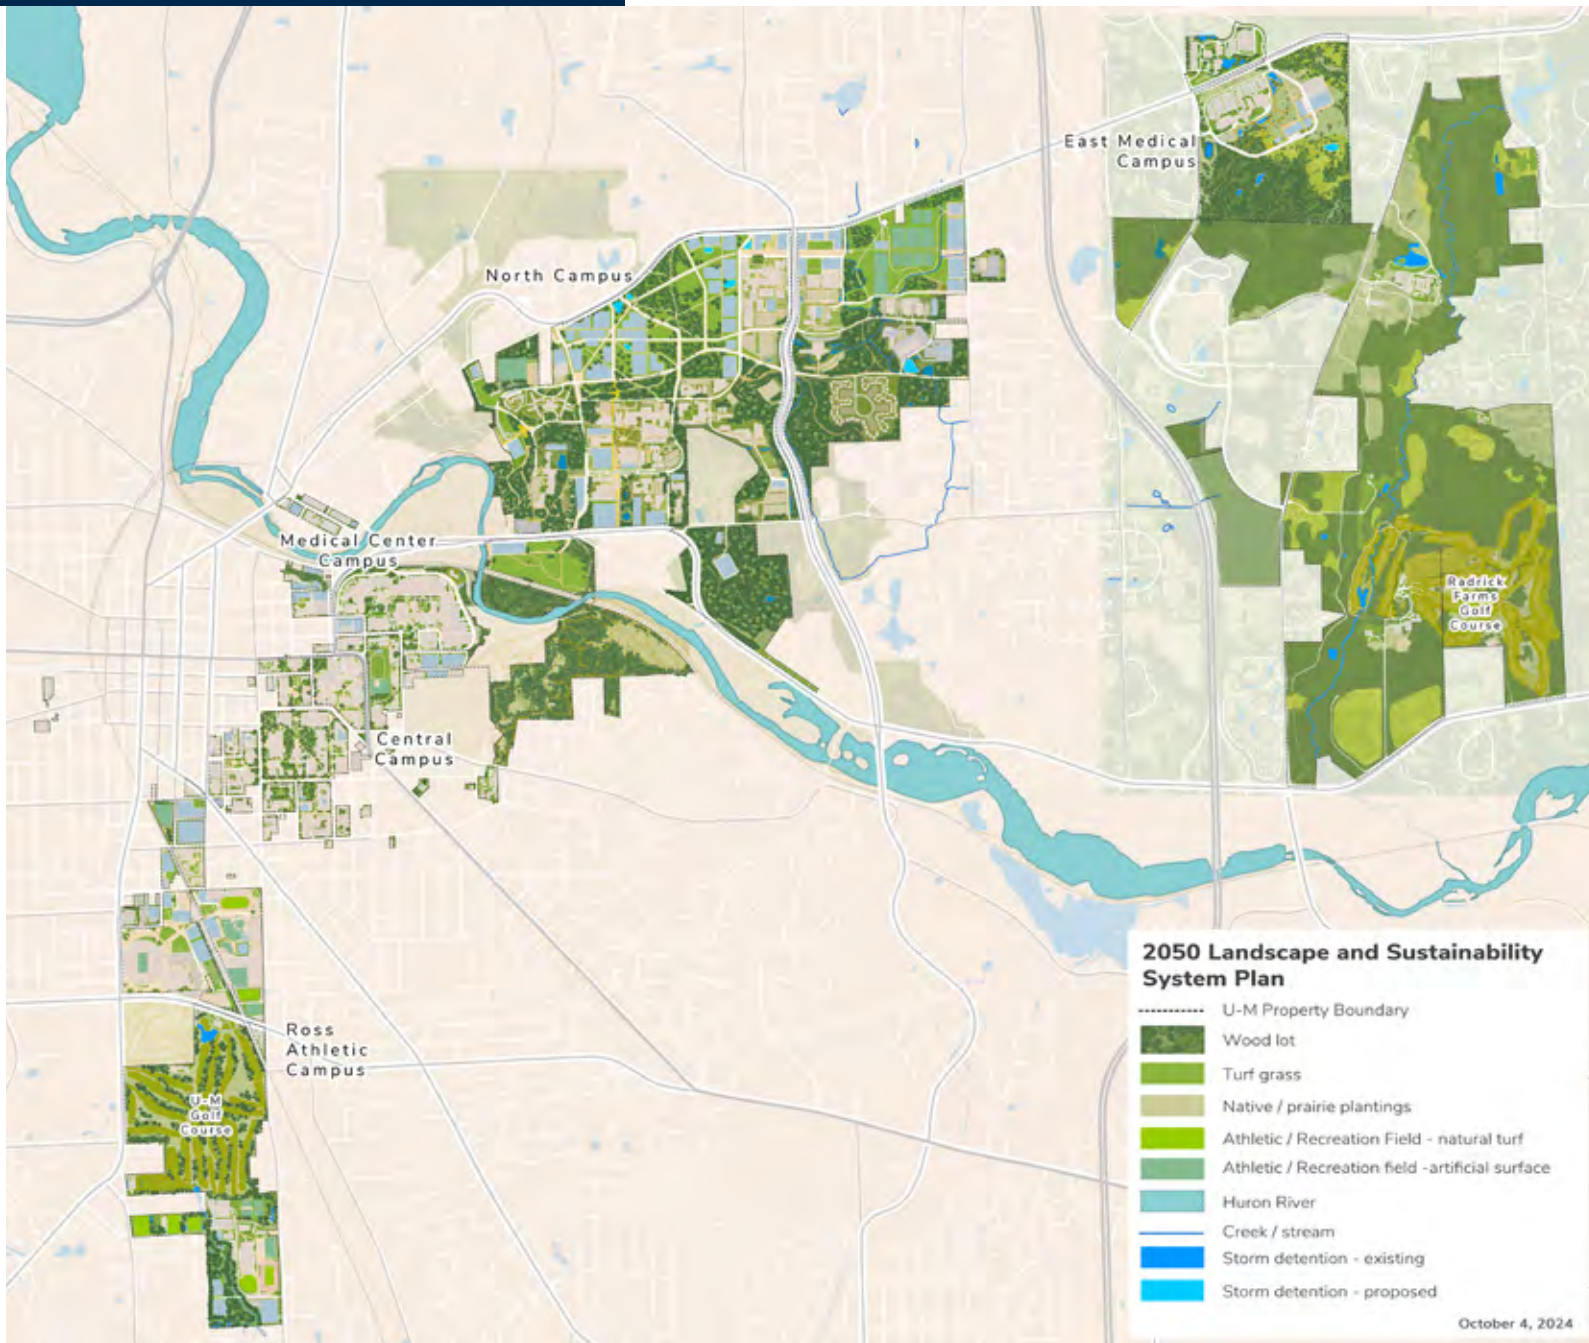 East Medical
Campus
North Campus
Medical Center
Campus
Radrick
Farms
Golf
Course
Central
Campus
Ross
Athletic
Campus
U-M
Golf
Course
2050 Landscape and Sustainability
System Plan
U-M Property Boundary
Wood lot
Turf grass
Native / prairie plantings
Athletic / Recreation Field - natural turf
Athletic / Recreation field -artificial surface
Huron River
Creek / stream
Storm detention - existing
Storm detention - proposed
October 4, 2024